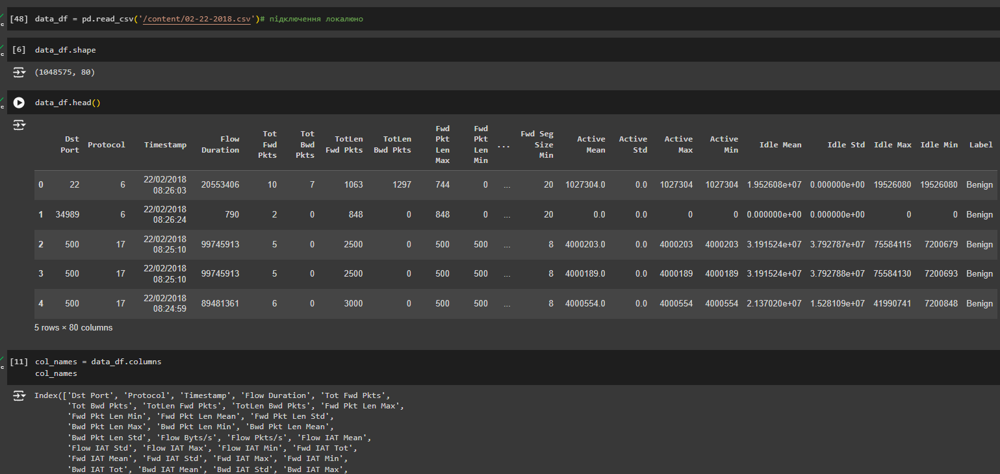 [48] data_df = pd.read_csv('/content/02-22-2018.csv')# підключення локалюно
[6] data_df.shape
(1048575, 80)
data_df.head()
Dst Port Protocol Timestamp Flow Duration Tot Fwd Pkts Tot Bwd Pkts TotLen Fwd Pkts TotLen Bwd Pkts Fwd Pkt Len Max Fwd Pkt Len Min ... Fwd Seg Size Min Active Mean Active Std Active Max Active Min Idle Mean Idle Std Idle Max Idle Min Label
0 22 6 22/02/2018 08:26:03 20553406 10 7 1063 1297 744 0 ... 20 1027304.0 0.0 1027304 1027304 1.952608e+07 0.000000e+00 19526080 19526080 Benign
1 34989 6 22/02/2018 08:26:24 790 2 0 848 0 848 0 ... 20 0.0 0.0 0 0 0.000000e+00 0.000000e+00 0 0 Benign
2 500 17 22/02/2018 08:25:10 99745913 5 0 2500 0 500 500 ... 8 4000203.0 0.0 4000203 4000203 3.191524e+07 3.792787e+07 75584115 7200679 Benign
3 500 17 22/02/2018 08:25:10 99745913 5 0 2500 0 500 500 ... 8 4000189.0 0.0 4000189 4000189 3.191524e+07 3.792788e+07 75584130 7200693 Benign
4 500 17 22/02/2018 08:24:59 89481361 6 0 3000 0 500 500 ... 8 4000554.0 0.0 4000554 4000554 2.137020e+07 1.528109e+07 41990741 7200848 Benign
5 rows × 80 columns
[11] col_names = data_df.columns
col_names
Index(['Dst Port', 'Protocol', 'Timestamp', 'Flow Duration', 'Tot Fwd Pkts',
'Tot Bwd Pkts', 'TotLen Fwd Pkts', 'TotLen Bwd Pkts', 'Fwd Pkt Len Max',
'Fwd Pkt Len Min', 'Fwd Pkt Len Mean', 'Fwd Pkt Len Std',
'Bwd Pkt Len Max', 'Bwd Pkt Len Min', 'Bwd Pkt Len Mean',
'Bwd Pkt Len Std', 'Flow Byts/s', 'Flow Pkts/s', 'Flow IAT Mean',
'Flow IAT Std', 'Flow IAT Max', 'Flow IAT Min', 'Fwd IAT Tot',
'Fwd IAT Mean', 'Fwd IAT Std', 'Fwd IAT Max', 'Fwd IAT Min',
'Bwd IAT Tot', 'Bwd IAT Mean', 'Bwd IAT Std', 'Bwd IAT Max',